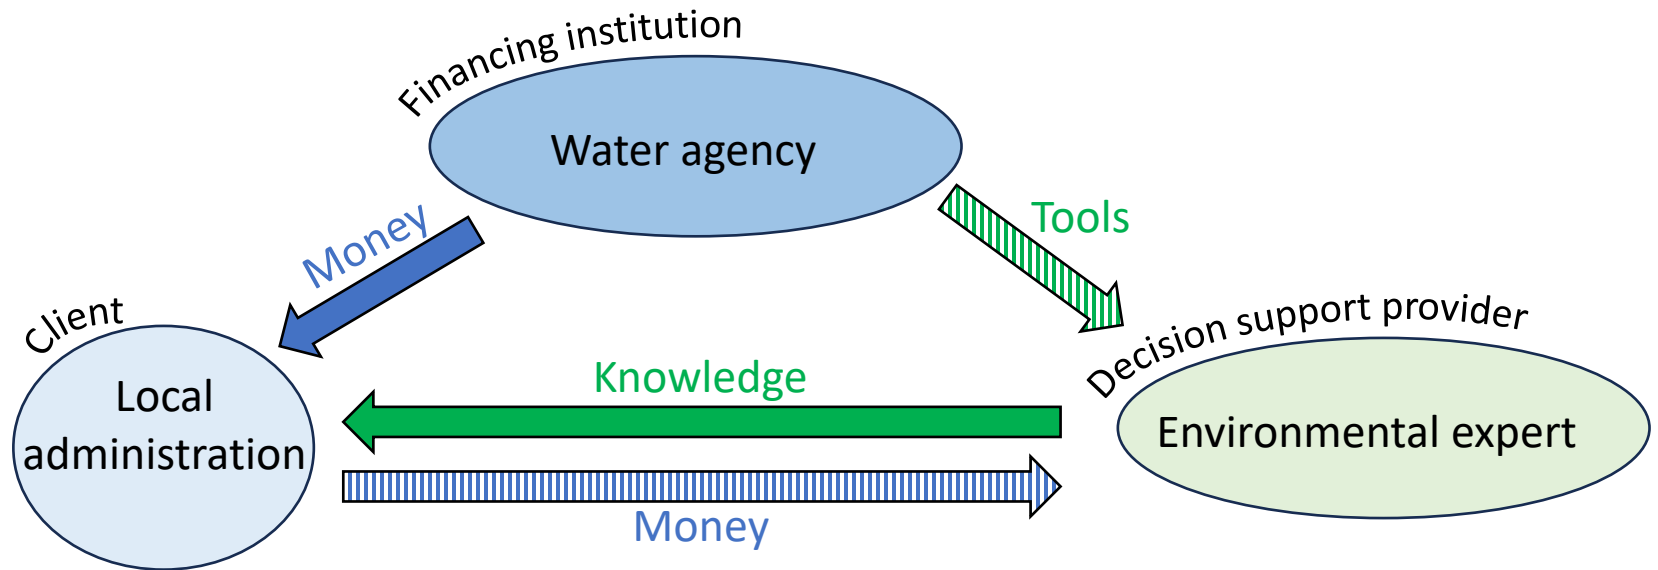 Financing institution
Water agency
Money
Tools
Client
Decision support provider
Local
administration
Knowledge
Environmental expert
Money